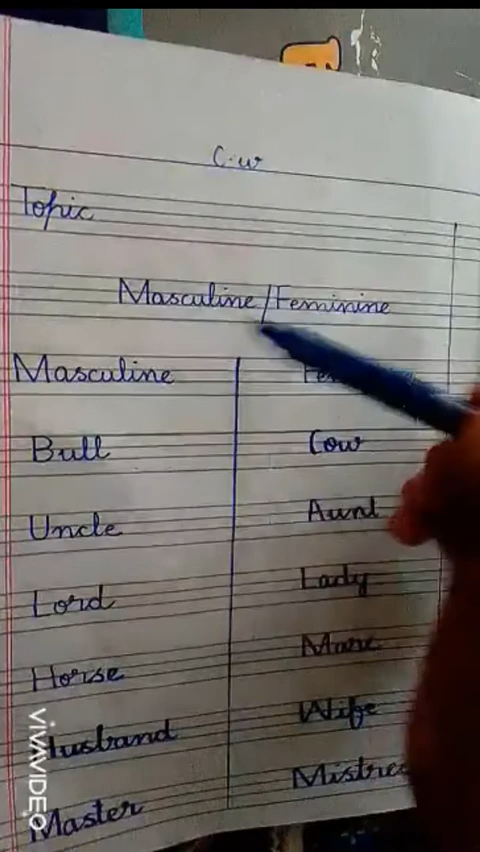 C.W
Topic
Masculine/Feminine
Masculine
Bull Cow
Uncle Aunt
Lord Lady
Horse Mare
Husband Wife
Master
VIVAVIDEO